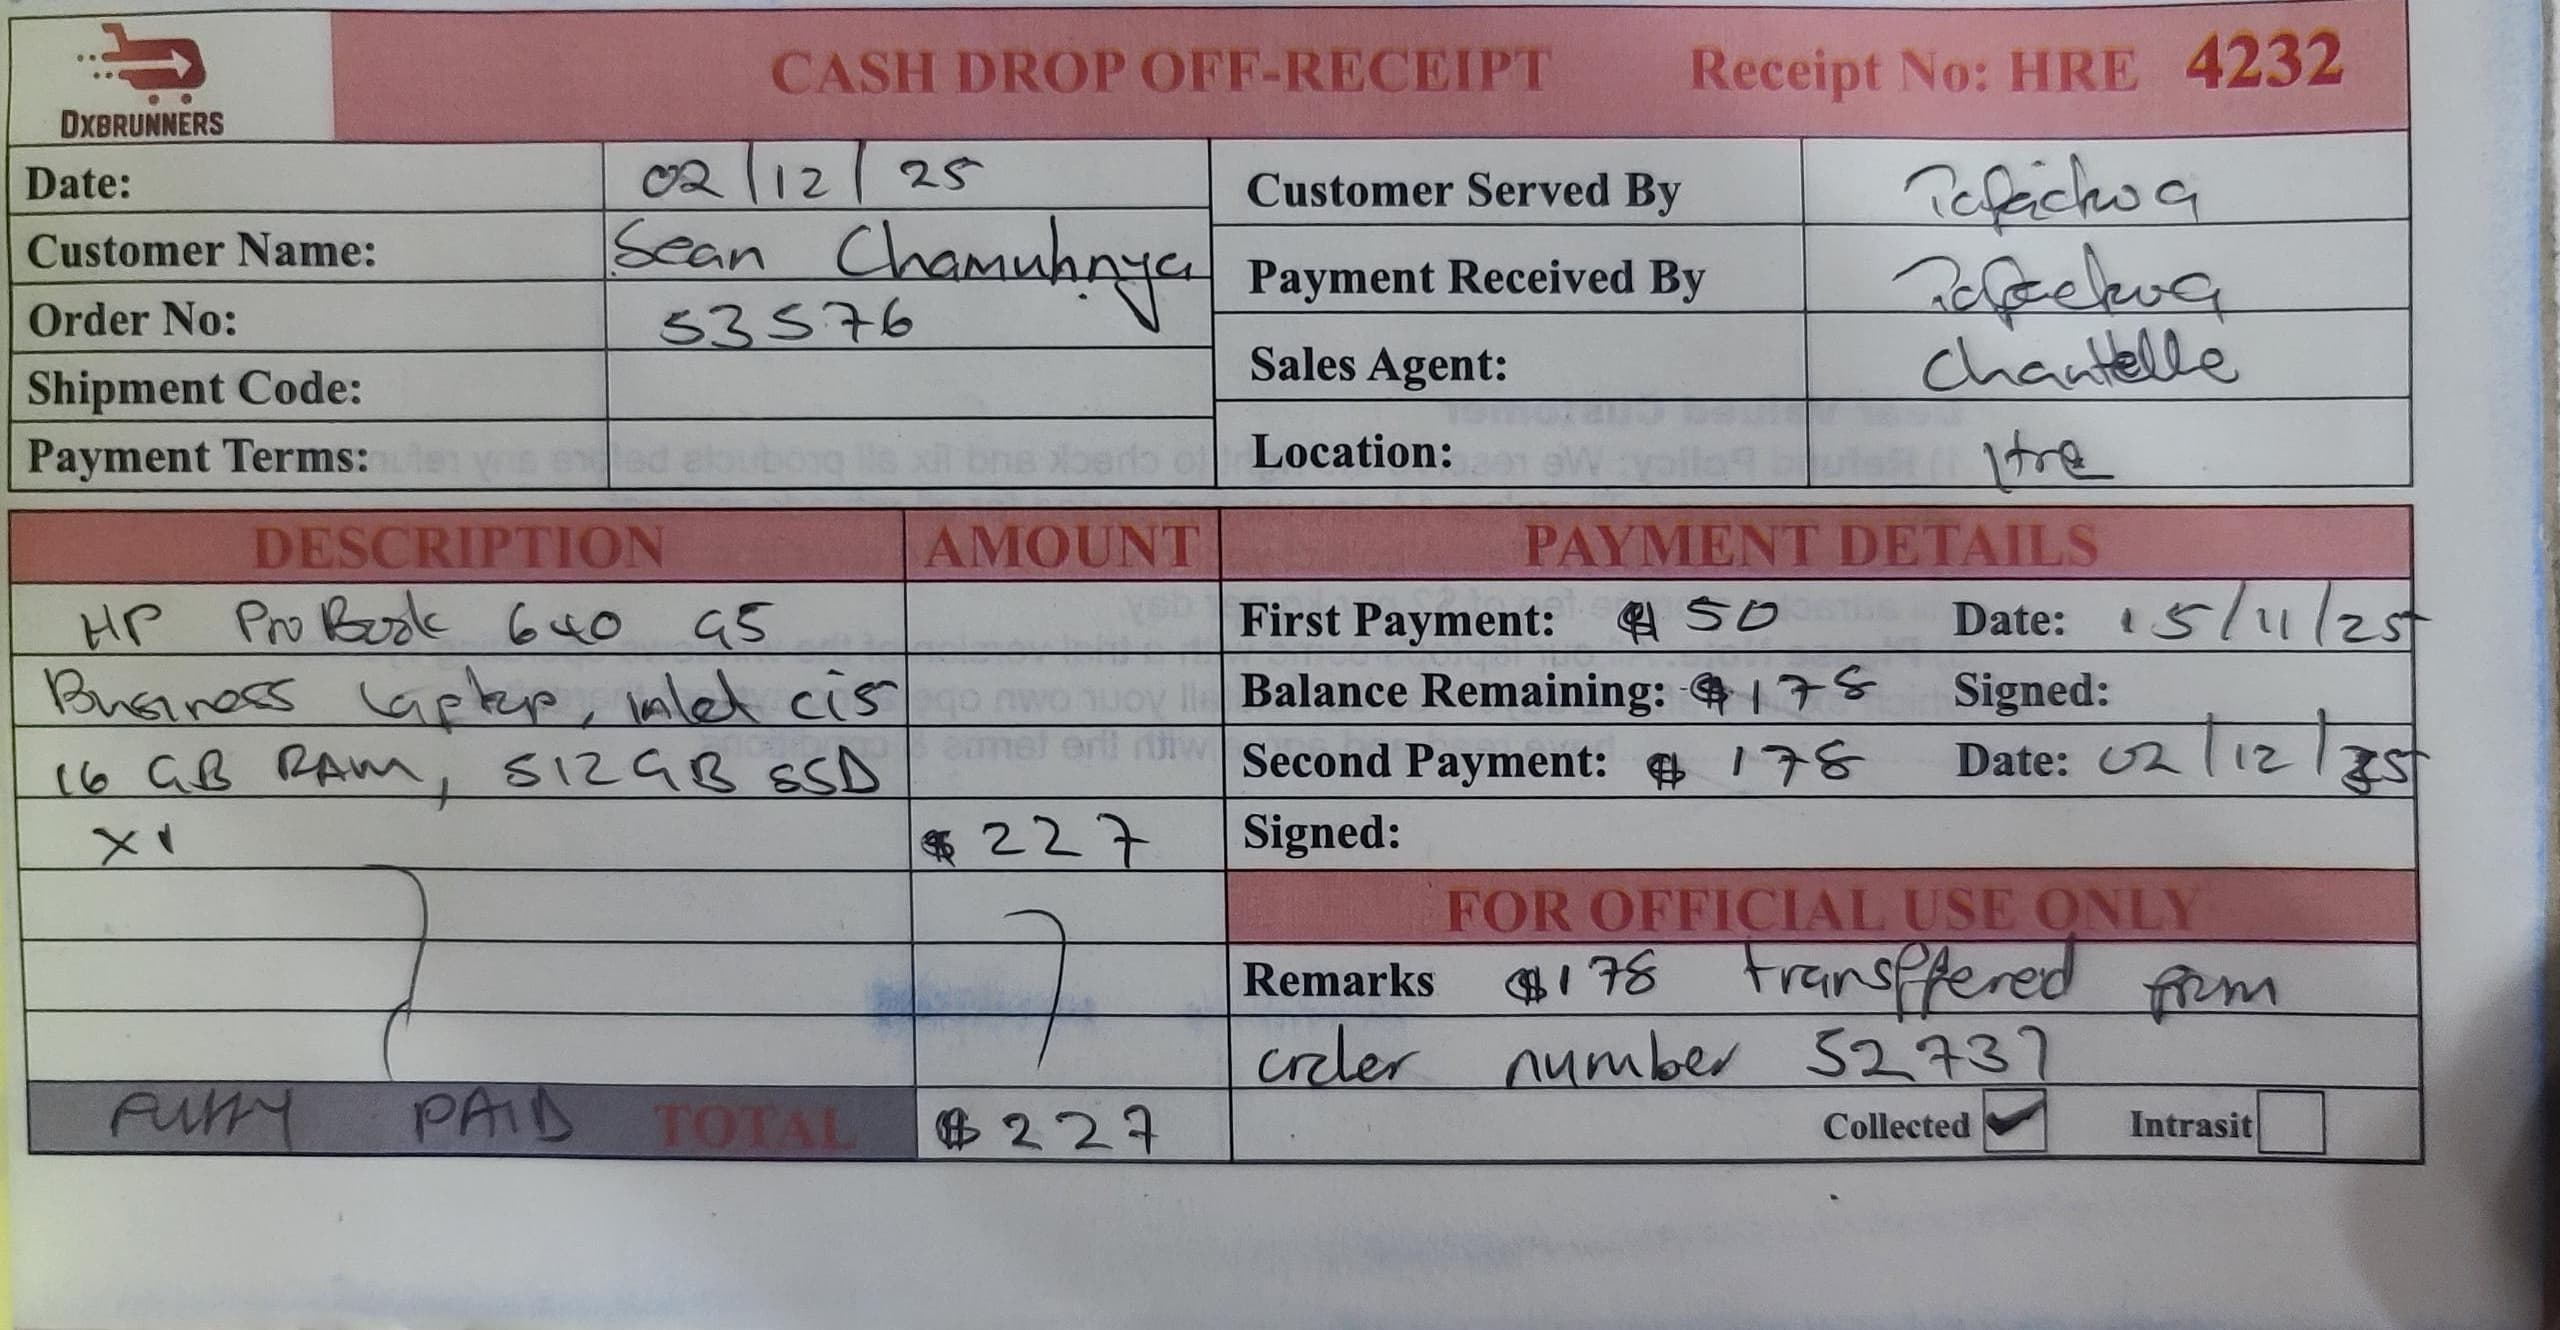 DXBRUNNERS
CASH DROP OFF-RECEIPT Receipt No: HRE 4232
Date: 02/12/25
Customer Name: Sean Chamuhnya
Order No: 53576
Shipment Code:
Payment Terms:
Customer Served By
Payment Received By
Sales Agent: Chantelle
Location: Hre
DESCRIPTION AMOUNT
HP ProBook 640 G5
Business laptop, intel ci5
16 GB RAM, 512GB SSD
x1 $227
FULLY PAID TOTAL $227
PAYMENT DETAILS
First Payment: $50 Date: 15/11/25
Balance Remaining: $178 Signed:
Second Payment: $178 Date: 02/12/25
Signed:
FOR OFFICIAL USE ONLY
Remarks $178 transffered from
order number 52737
Collected ✓ Intrasit